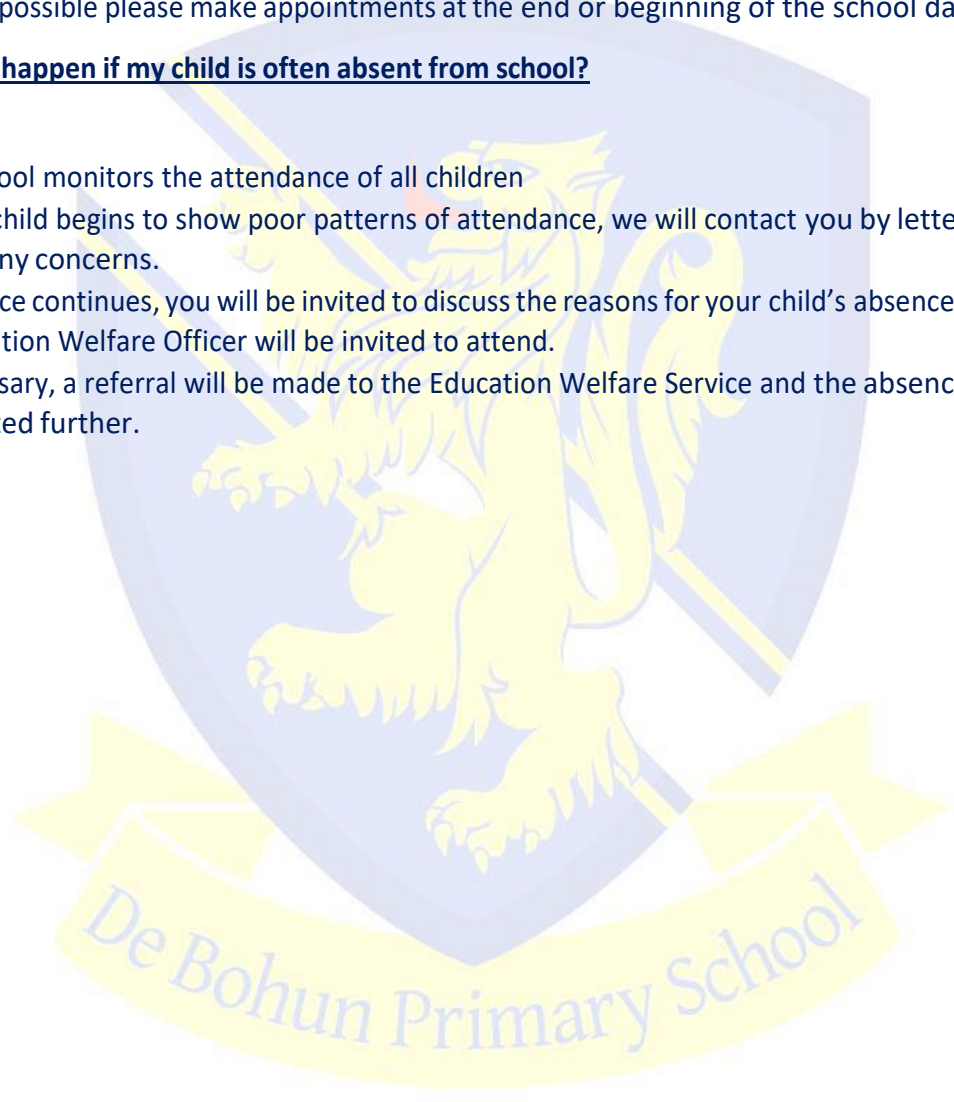 possible please make appointments at the end or beginning of the school da
happen if my child is often absent from school?
ool monitors the attendance of all children
child begins to show poor patterns of attendance, we will contact you by lette
ny concerns.
ce continues, you will be invited to discuss the reasons for your child’s absence
tion Welfare Officer will be invited to attend.
sary, a referral will be made to the Education Welfare Service and the absenc
ted further.
De Bohun Primary School